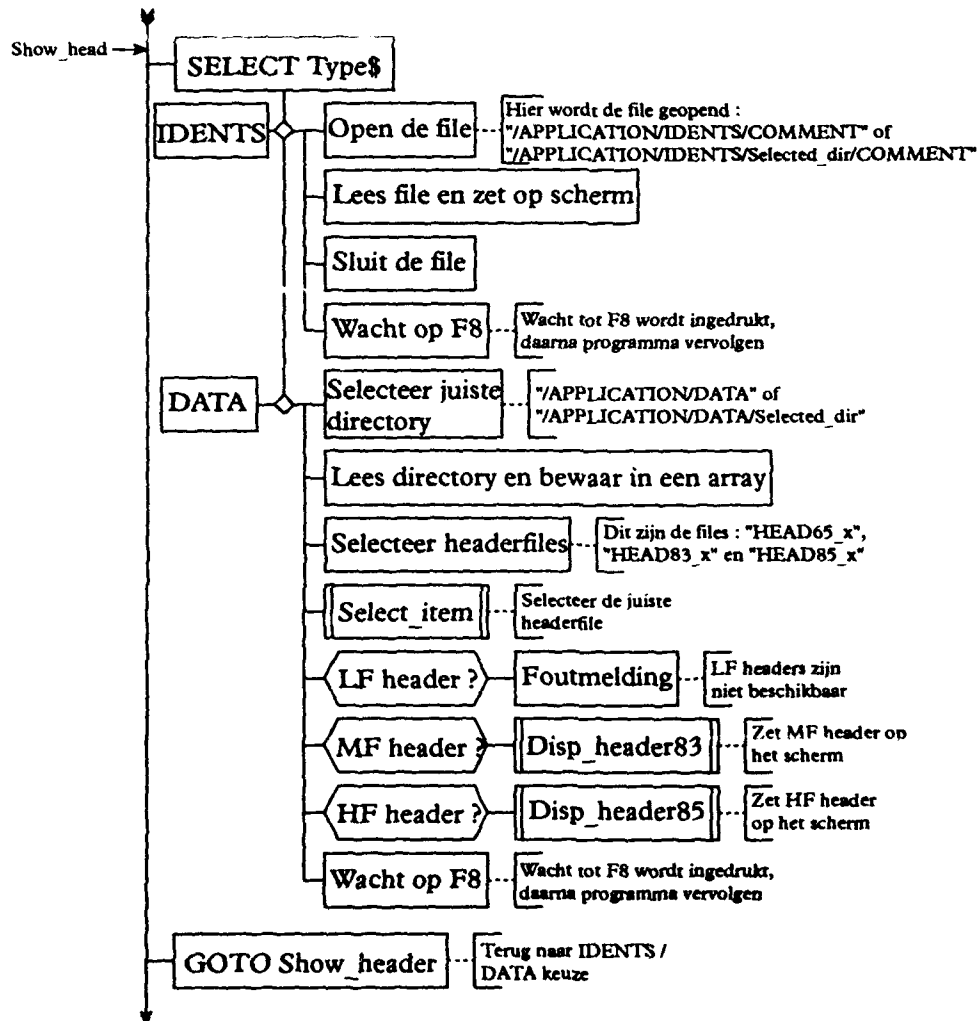 Show_head
SELECT Type$
IDENTS
Open de file
Hier wordt de file geopend :
"/APPLICATION/IDENTS/COMMENT" of
"/APPLICATION/IDENTS/Selected_dir/COMMENT"
Lees file en zet op scherm
Sluit de file
Wacht op F8
Wacht tot F8 wordt ingedrukt,
daarna programma vervolgen
DATA
Selecteer juiste
directory
"/APPLICATION/DATA" of
"/APPLICATION/DATA/Selected_dir"
Lees directory en bewaar in een array
Selecteer headerfiles
Dit zijn de files : "HEAD65_x",
"HEAD83_x" en "HEAD85_x"
Select_item
Selecteer de juiste
headerfile
LF header ?
Foutmelding
LF headers zijn
niet beschikbaar
MF header ?
Disp_header83
Zet MF header op
het scherm
HF header ?
Disp_header85
Zet HF header
op het scherm
Wacht op F8
Wacht tot F8 wordt ingedrukt,
daarna programma vervolgen
GOTO Show_header
Terug naar IDENTS /
DATA keuze